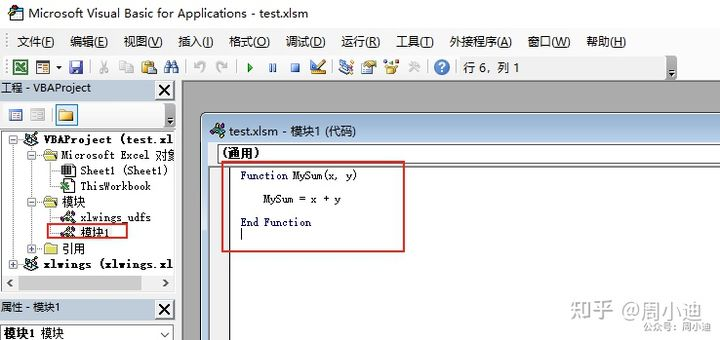 Microsoft Visual Basic for Applications - test.xlsm
文件(F) 编辑(E) 视图(V) 插入(I) 格式(O) 调试(D) 运行(R) 工具(T) 外接程序(A) 窗口(W) 帮助(H)
行 6，列 1
工程 - VBAProject
VBAProject (test.xl
Microsoft Excel 对象
Sheet1 (Sheet1)
ThisWorkbook
模块
xlwings_udfs
模块1
引用
xlwings (xlwings.x
属性 - 模块1
模块1 模块
test.xlsm - 模块1 (代码)
(通用)
Function MySum(x, y)
MySum = x + y
End Function
知乎 @周小迪
公众号：周小迪